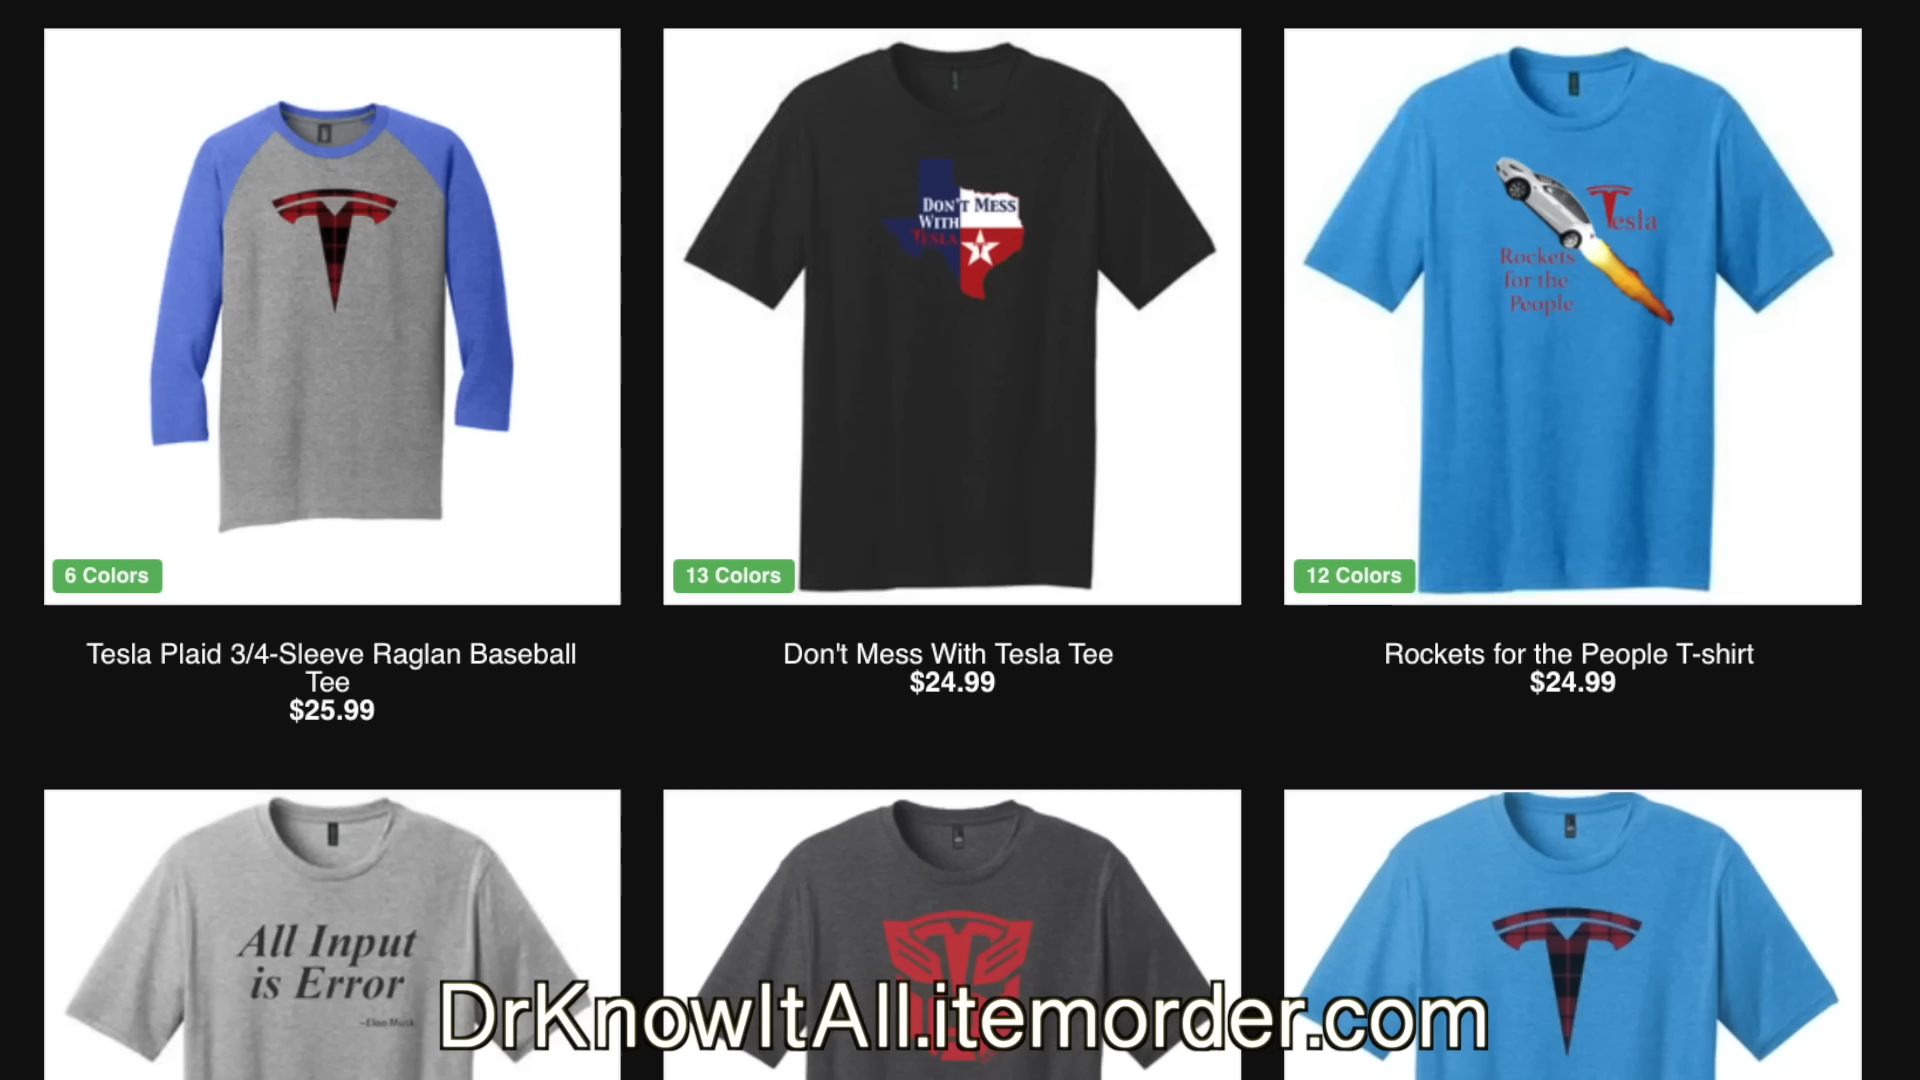 DON'T MESS
WITH
TESLA
Tesla
Rockets
for the
People
6 Colors
13 Colors
12 Colors
Tesla Plaid 3/4-Sleeve Raglan Baseball
Tee
$25.99
Don't Mess With Tesla Tee
$24.99
Rockets for the People T-shirt
$24.99
All Input
is Error
~Elon Musk
DrKnowItAll.itemorder.com